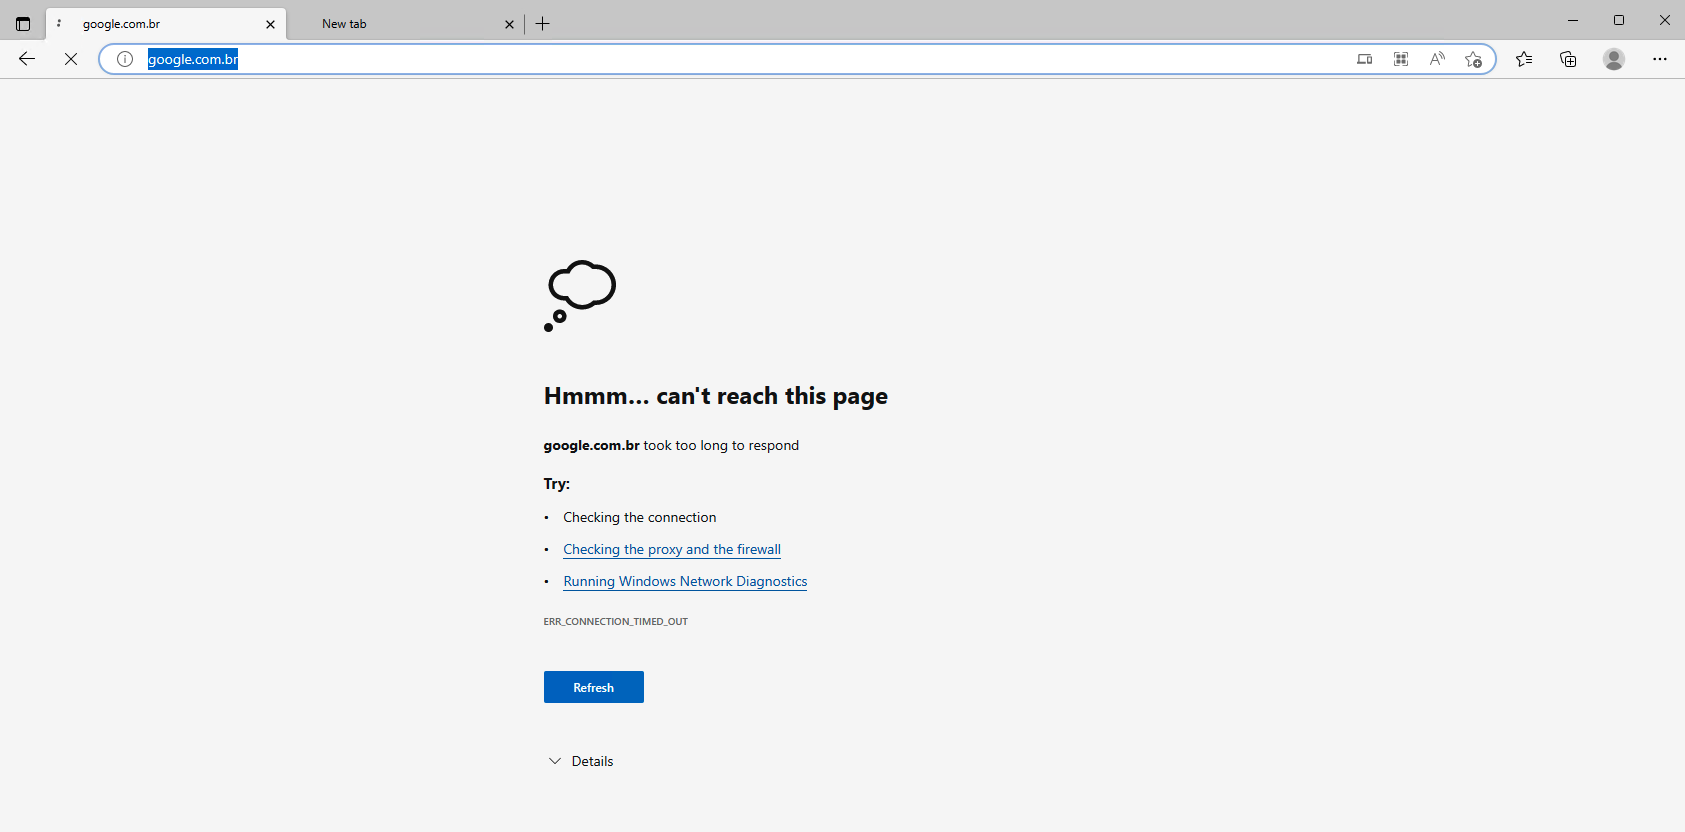 google.com.br
New tab
google.com.br
Hmmm... can't reach this page
google.com.br took too long to respond
Try:
• Checking the connection
• Checking the proxy and the firewall
• Running Windows Network Diagnostics
ERR_CONNECTION_TIMED_OUT
Refresh
Details